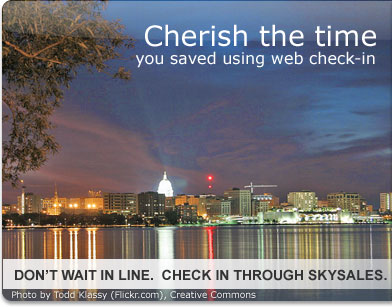 Cherish the time
you saved using web check-in
DON'T WAIT IN LINE. CHECK IN THROUGH SKYSALES.
Photo by Todd Klassy (Flickr.com), Creative Commons